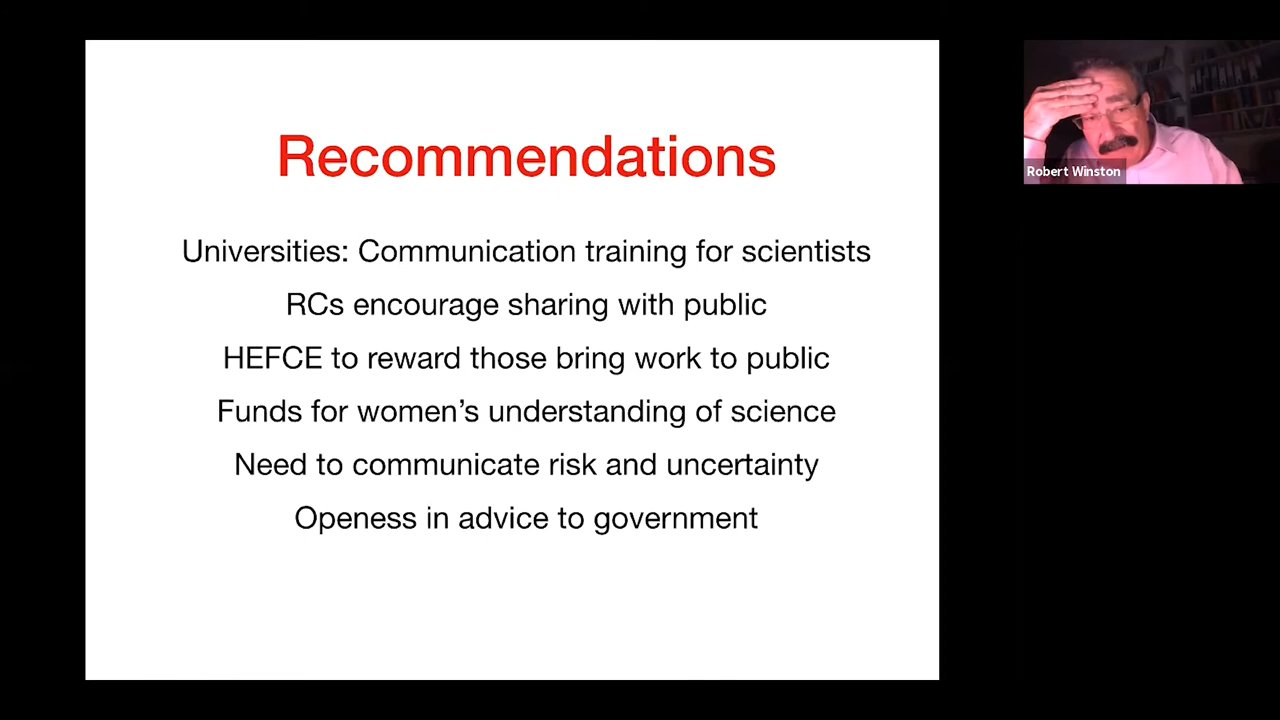 Recommendations
Universities: Communication training for scientists
RCs encourage sharing with public
HEFCE to reward those bring work to public
Funds for women’s understanding of science
Need to communicate risk and uncertainty
Openess in advice to government
Robert Winston